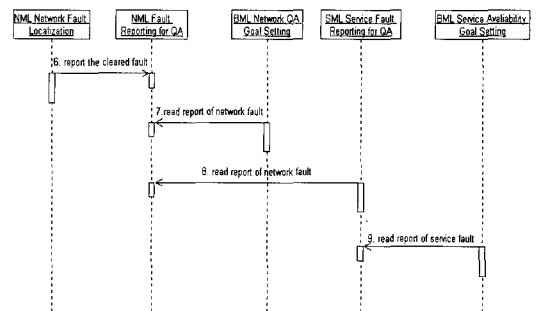 NML Network Fault
Localization
NML Fault
Reporting for QA
BML Network QA
Goal Setting
SML Service Fault
Reporting for QA
BML Service Avaliability
Goal Setting
6. report the cleared fault
7.read report of network fault
8. read report of network fault
9. read report of service fault